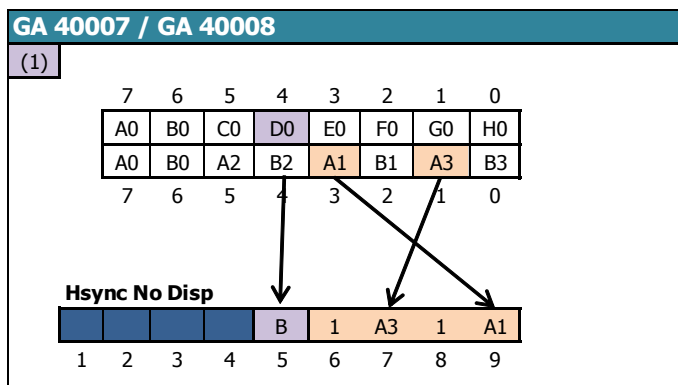 GA 40007 / GA 40008
(1)
7 6 5 4 3 2 1 0
A0 B0 C0 D0 E0 F0 G0 H0
A0 B0 A2 B2 A1 B1 A3 B3
7 6 5 4 3 2 1 0
Hsync No Disp
B 1 A3 1 A1
1 2 3 4 5 6 7 8 9